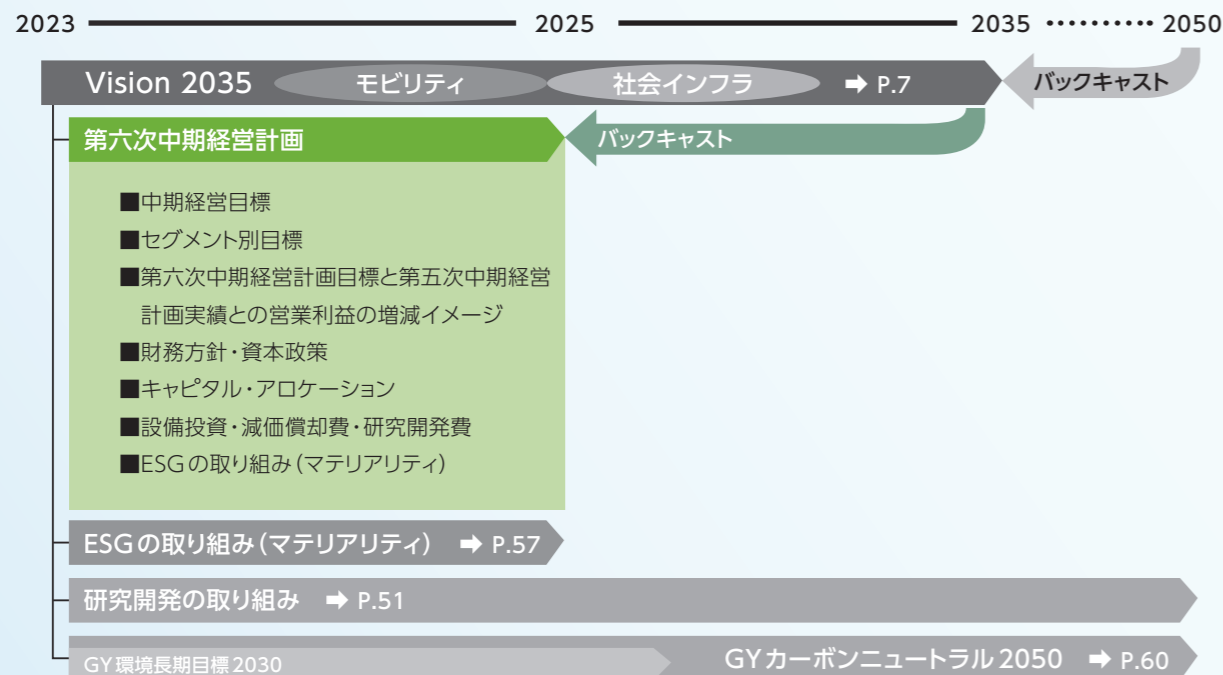 2023 2025 2035 2050
Vision 2035 モビリティ 社会インフラ ➡ P.7 バックキャスト
第六次中期経営計画 バックキャスト
■中期経営目標
■セグメント別目標
■第六次中期経営計画目標と第五次中期経営
計画実績との営業利益の増減イメージ
■財務方針・資本政策
■キャピタル・アロケーション
■設備投資・減価償却費・研究開発費
■ESGの取り組み（マテリアリティ）
ESGの取り組み（マテリアリティ） ➡ P.57
研究開発の取り組み ➡ P.51
GY環境長期目標2030 GYカーボンニュートラル2050 ➡ P.60